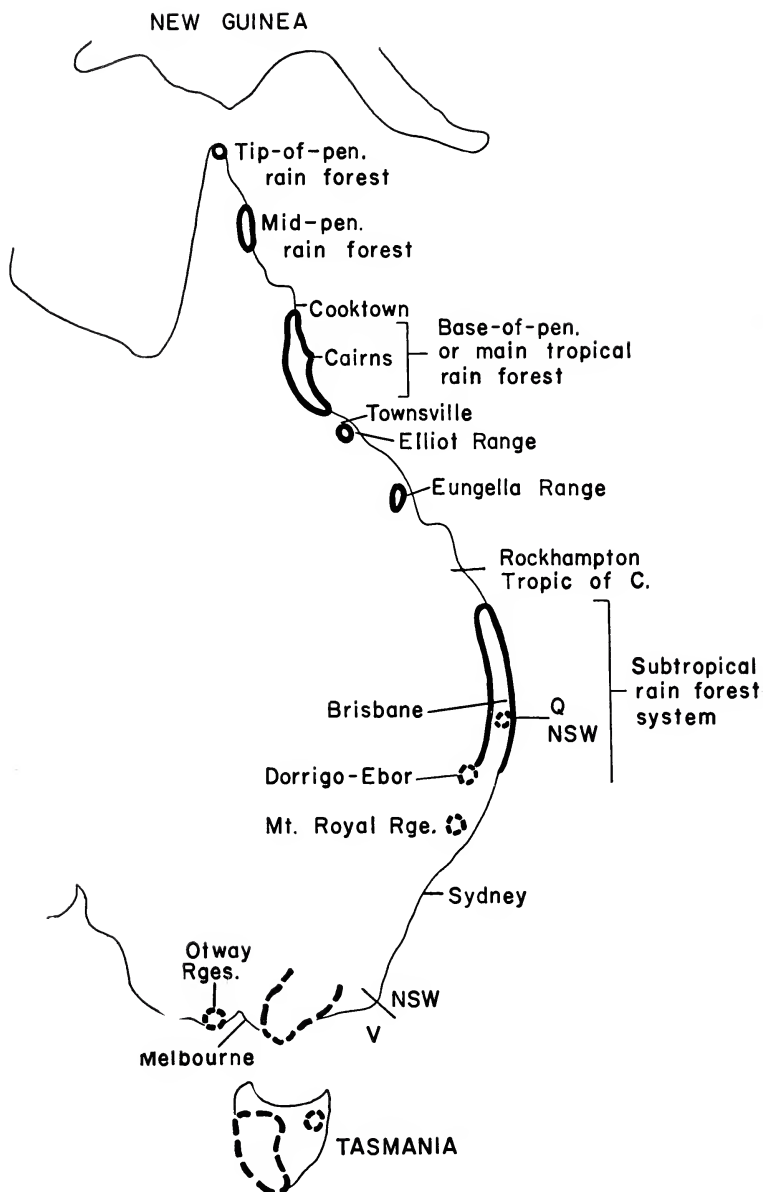 NEW GUINEA
Tip-of-pen.
rain forest
Mid-pen.
rain forest
Cooktown
Base-of-pen.
or main tropical
rain forest
Cairns
Townsville
Elliot Range
Eungella Range
Rockhampton
Tropic of C.
Subtropical
rain forest
system
Brisbane
Q
NSW
Dorrigo-Ebor
Mt. Royal Rge.
Sydney
Otway
Rges.
NSW
V
Melbourne
TASMANIA